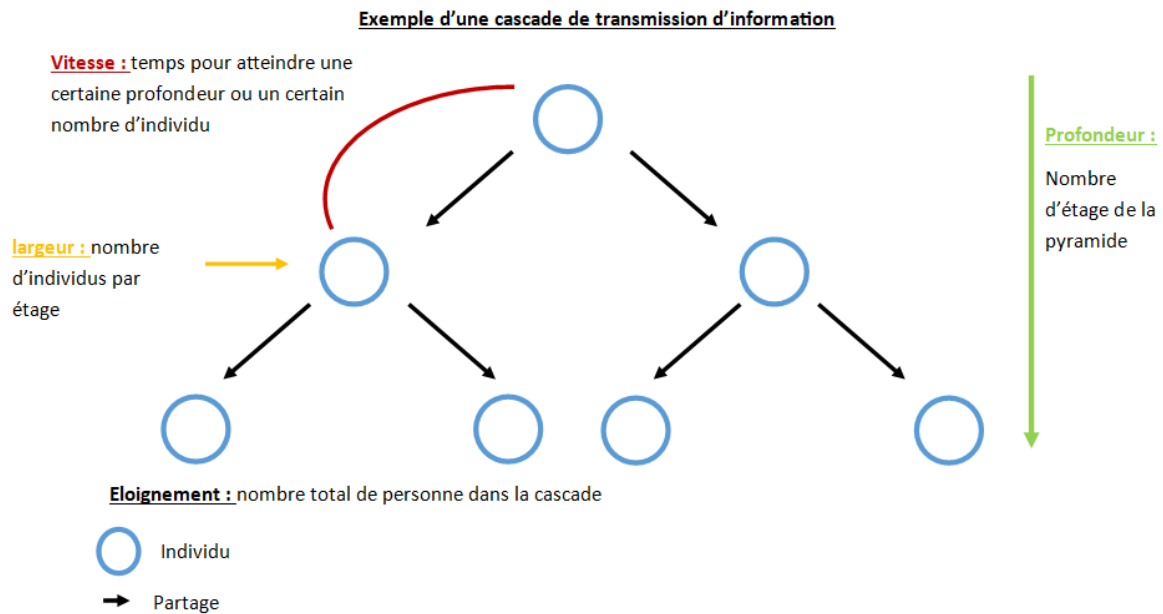 Exemple d'une cascade de transmission d'information
Vitesse : temps pour atteindre une
certaine profondeur ou un certain
nombre d'individu
Profondeur :
Nombre
d'étage de la
pyramide
largeur : nombre
d'individus par
étage
Eloignement : nombre total de personne dans la cascade
Individu
Partage